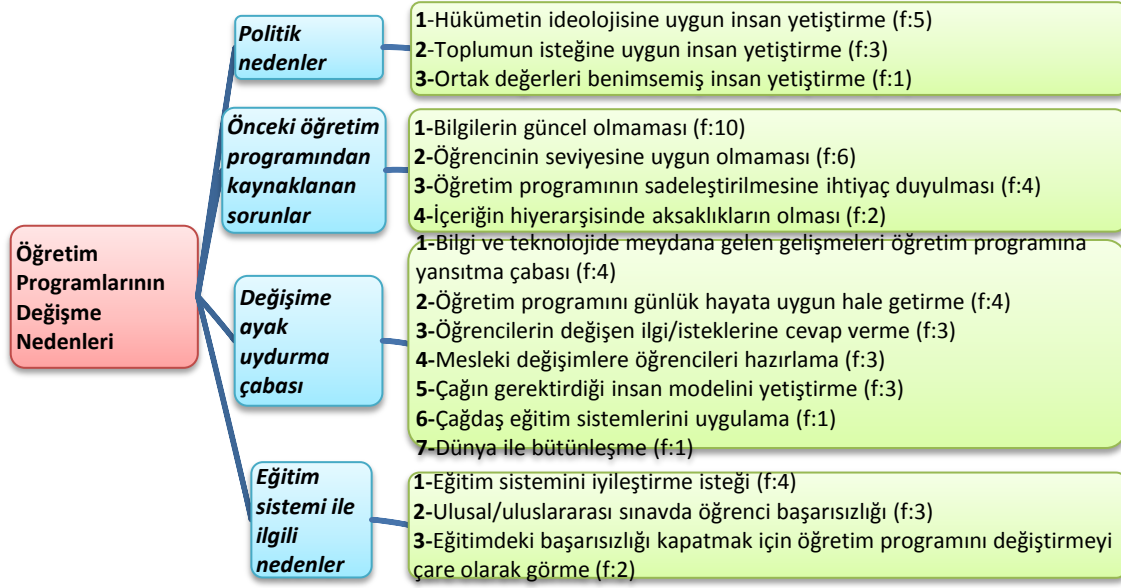 Öğretim
Programlarının
Değişme
Nedenleri
Politik
nedenler
1-Hükümetin ideolojisine uygun insan yetiştirme (f:5)
2-Toplumun isteğine uygun insan yetiştirme (f:3)
3-Ortak değerleri benimsemiş insan yetiştirme (f:1)
Önceki öğretim
programından
kaynaklanan
sorunlar
1-Bilgilerin güncel olmaması (f:10)
2-Öğrencinin seviyesine uygun olmaması (f:6)
3-Öğretim programının sadeleştirilmesine ihtiyaç duyulması (f:4)
4-İçeriğin hiyerarşisinde aksaklıkların olması (f:2)
Değişime
ayak
uydurma
çabası
1-Bilgi ve teknolojide meydana gelen gelişmeleri öğretim programına
yansıtma çabası (f:4)
2-Öğretim programını günlük hayata uygun hale getirme (f:4)
3-Öğrencilerin değişen ilgi/isteklerine cevap verme (f:3)
4-Mesleki değişimlere öğrencileri hazırlama (f:3)
5-Çağın gerektirdiği insan modelini yetiştirme (f:3)
6-Çağdaş eğitim sistemlerini uygulama (f:1)
7-Dünya ile bütünleşme (f:1)
Eğitim
sistemi ile
ilgili
nedenler
1-Eğitim sistemini iyileştirme isteği (f:4)
2-Ulusal/uluslararası sınavda öğrenci başarısızlığı (f:3)
3-Eğitimdeki başarısızlığı kapatmak için öğretim programını değiştirmeyi
çare olarak görme (f:2)